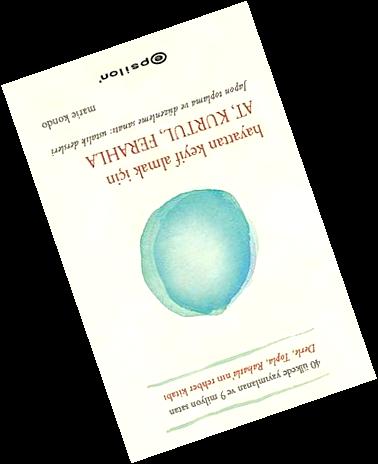 40 ülkede yayımlanan ve 9 milyon satan
Derle, Topla, Rahatla'nın rehber kitabı
hayattan keyif almak için
AT, KURTUL, FERAHLA
Japon toplama ve düzenleme sanatı: ustalık dersleri
marie kondo
epsilon